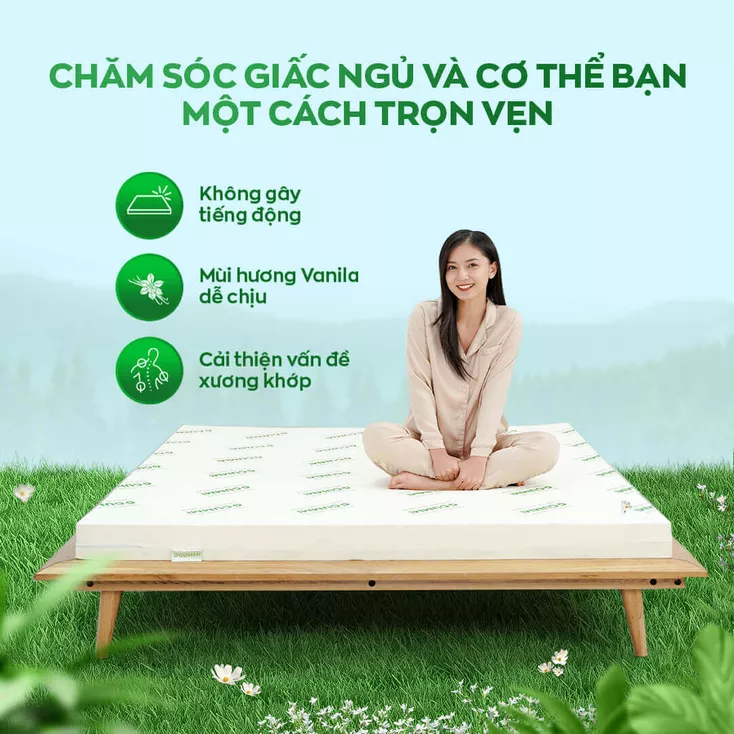 CHĂM SÓC GIẤC NGỦ VÀ CƠ THỂ BẠN
MỘT CÁCH TRỌN VẸN
Không gây
tiếng động
Mùi hương Vanila
dễ chịu
Cải thiện vấn đề
xương khớp